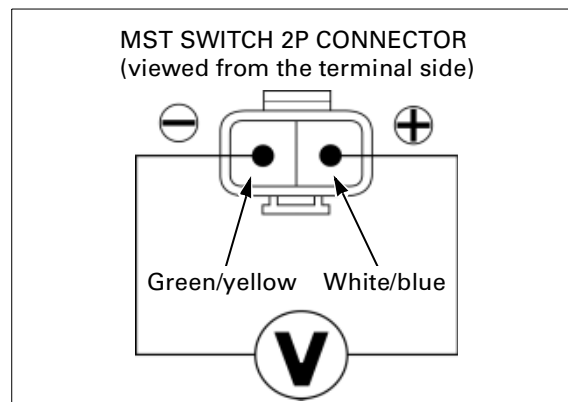 MST SWITCH 2P CONNECTOR
(viewed from the terminal side)
− +
Green/yellow White/blue
V